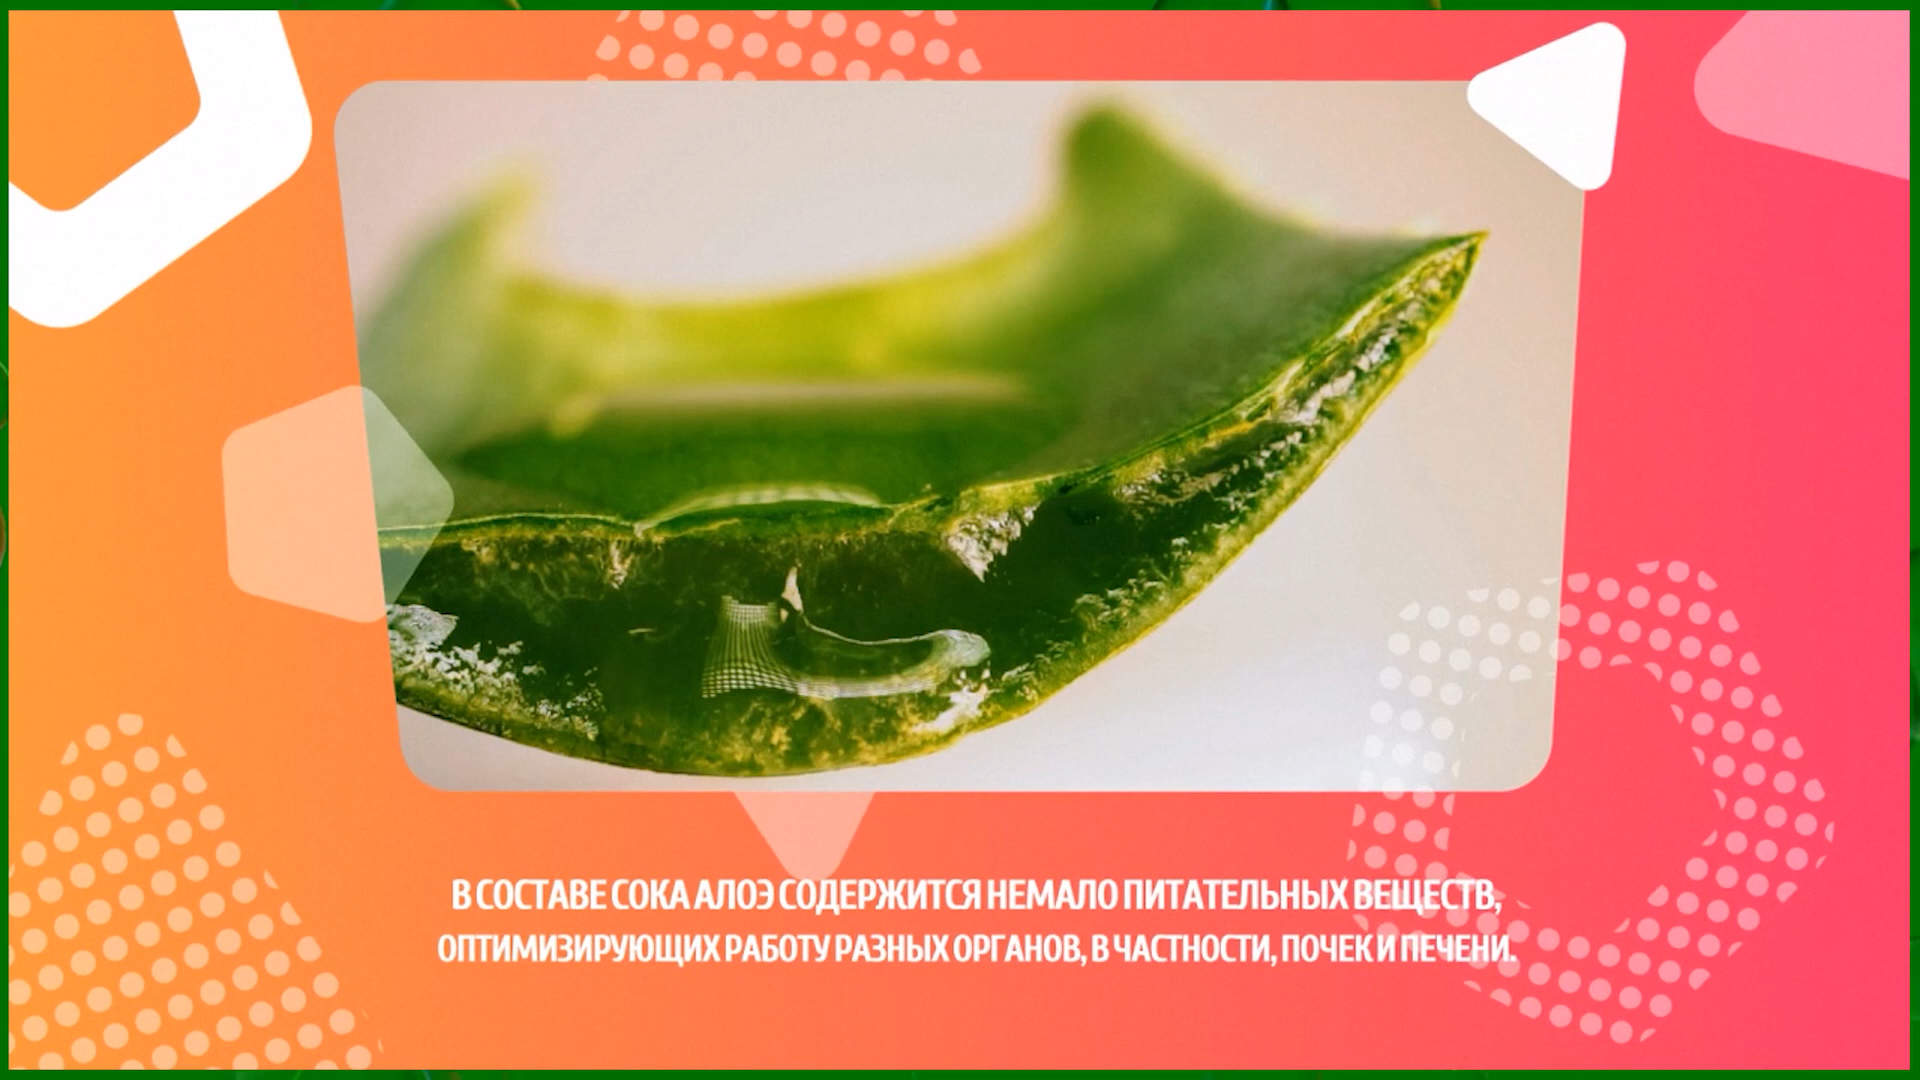 В СОСТАВЕ СОКА АЛОЭ СОДЕРЖИТСЯ НЕМАЛО ПИТАТЕЛЬНЫХ ВЕЩЕСТВ,
ОПТИМИЗИРУЮЩИХ РАБОТУ РАЗНЫХ ОРГАНОВ, В ЧАСТНОСТИ, ПОЧЕК И ПЕЧЕНИ.